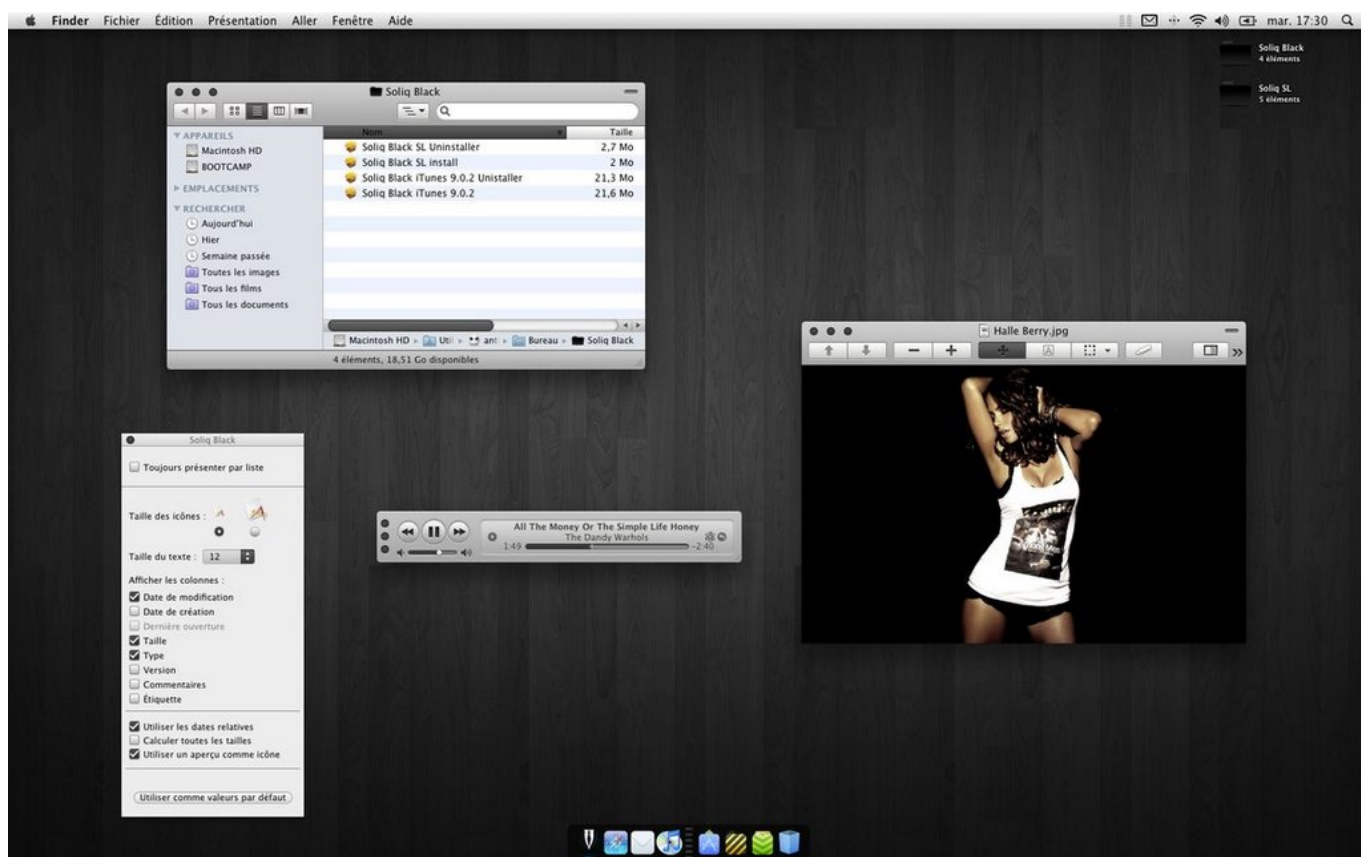 Finder Fichier Édition Présentation Aller Fenêtre Aide mar. 17:30
Soliq Black
4 éléments
Soliq SL
5 éléments
Soliq Black
Nom Taille
APPAREILS
Macintosh HD
BOOTCAMP
EMPLACEMENTS
RECHERCHER
Aujourd'hui
Hier
Semaine passée
Toutes les images
Tous les films
Tous les documents
Soliq Black SL Uninstaller 2,7 Mo
Soliq Black SL install 2 Mo
Soliq Black iTunes 9.0.2 Unistaller 21,3 Mo
Soliq Black iTunes 9.0.2 21,6 Mo
Macintosh HD Uti ant Bureau Soliq Black
4 éléments, 18,51 Go disponibles
Halle Berry.jpg
Soliq Black
Toujours présenter par liste
Taille des icônes :
Taille du texte : 12
Afficher les colonnes :
Date de modification
Date de création
Dernière ouverture
Taille
Type
Version
Commentaires
Étiquette
Utiliser les dates relatives
Calculer toutes les tailles
Utiliser un aperçu comme icône
Utiliser comme valeurs par défaut
All The Money Or The Simple Life Honey
The Dandy Warhols
1:49 -2:40